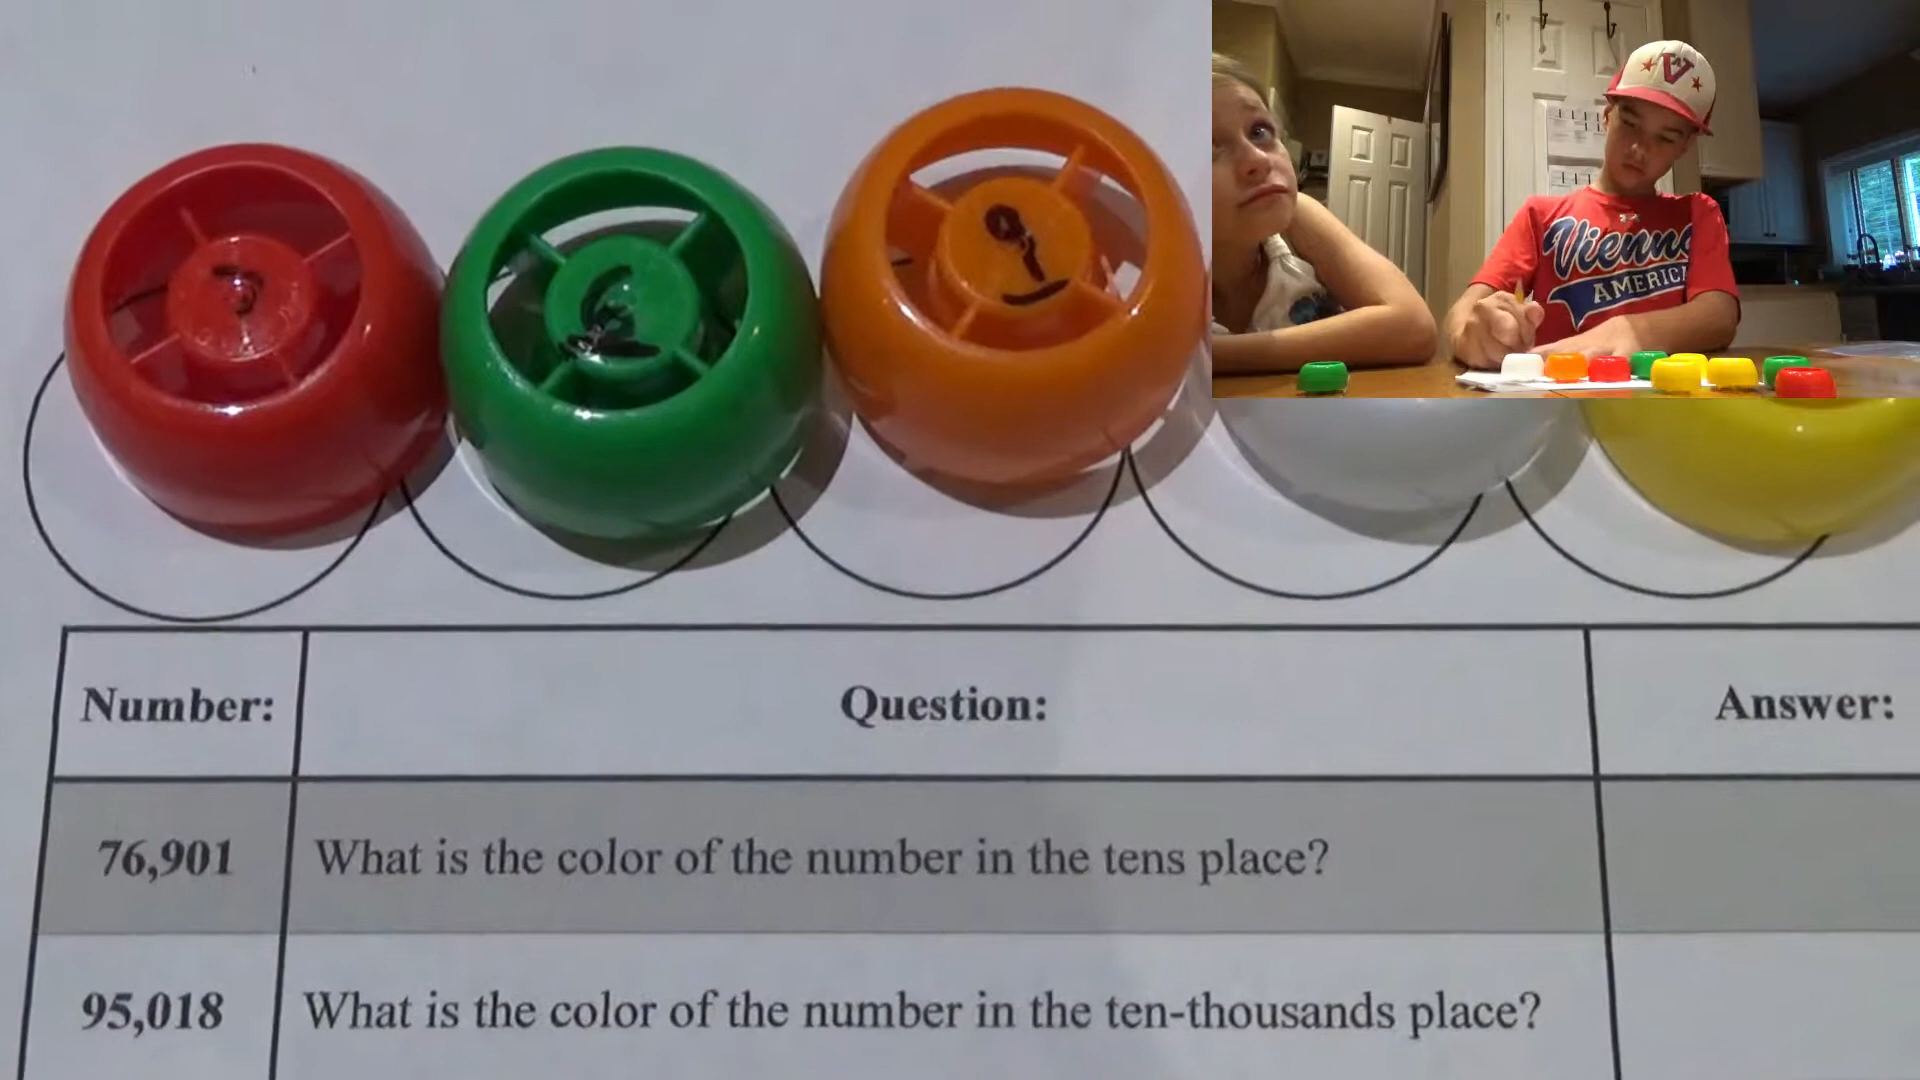 Vienna
AMERICA
Number:
Question:
Answer:
76,901
What is the color of the number in the tens place?
95,018
What is the color of the number in the ten-thousands place?